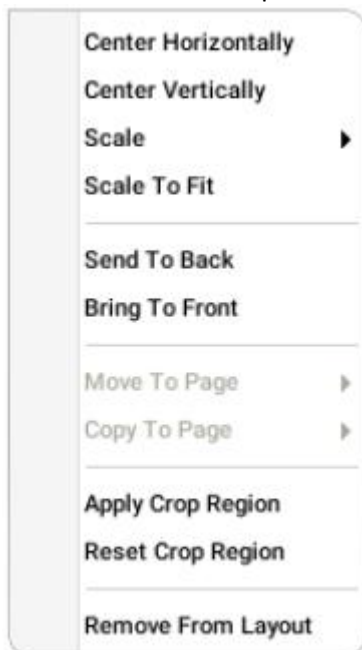 Center Horizontally
Center Vertically
Scale
Scale To Fit
Send To Back
Bring To Front
Move To Page
Copy To Page
Apply Crop Region
Reset Crop Region
Remove From Layout